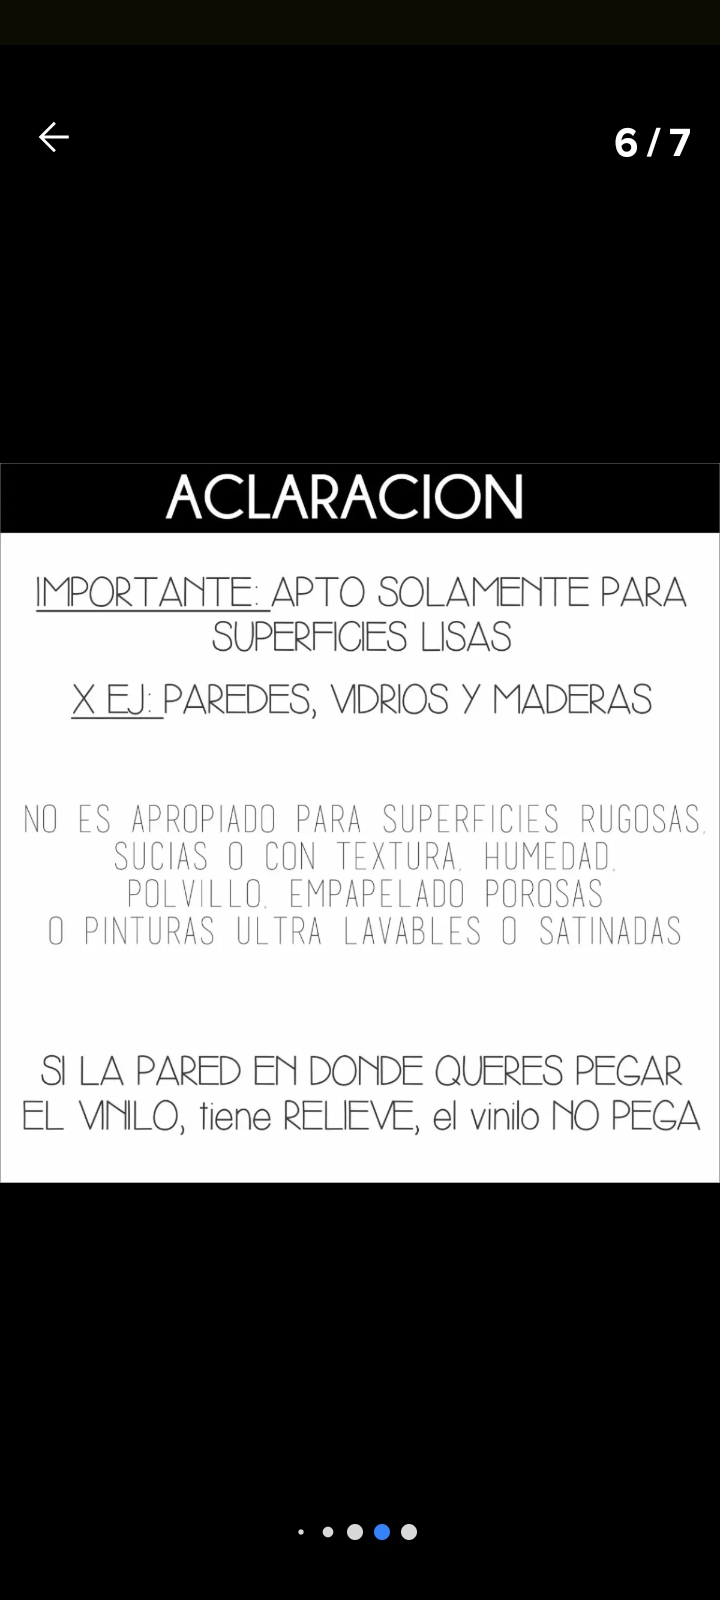 6 / 7
ACLARACION
IMPORTANTE: APTO SOLAMENTE PARA
SUPERFICIES LISAS
X EJ: PAREDES, VIDRIOS Y MADERAS
NO ES APROPIADO PARA SUPERFICIES RUGOSAS,
SUCIAS O CON TEXTURA, HUMEDAD,
POLVILLO, EMPAPELADO POROSAS
O PINTURAS ULTRA LAVABLES O SATINADAS
SI LA PARED EN DONDE QUERES PEGAR
EL VINILO, tiene RELIEVE, el vinilo NO PEGA